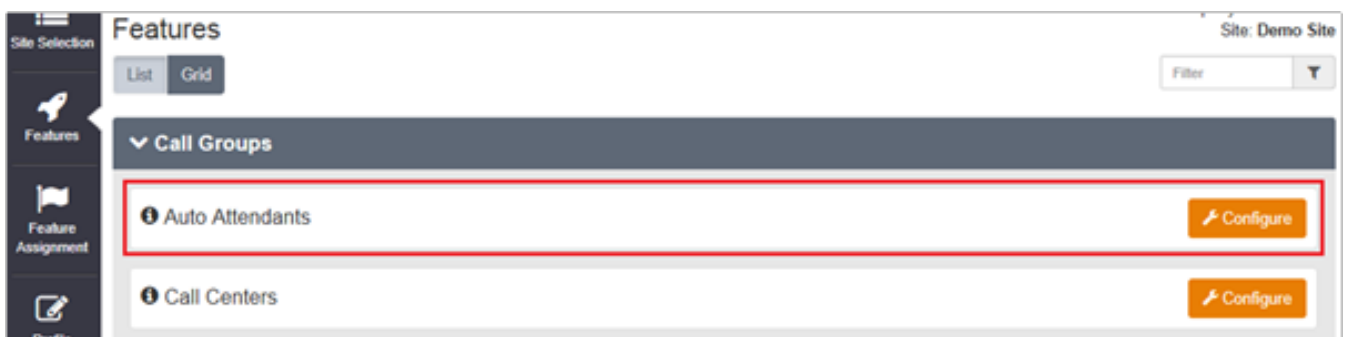 Features
Site: Demo Site
Site Selection
List Grid
Filter
Features
Call Groups
Feature
Assignment
Auto Attendants
Configure
Call Centers
Configure